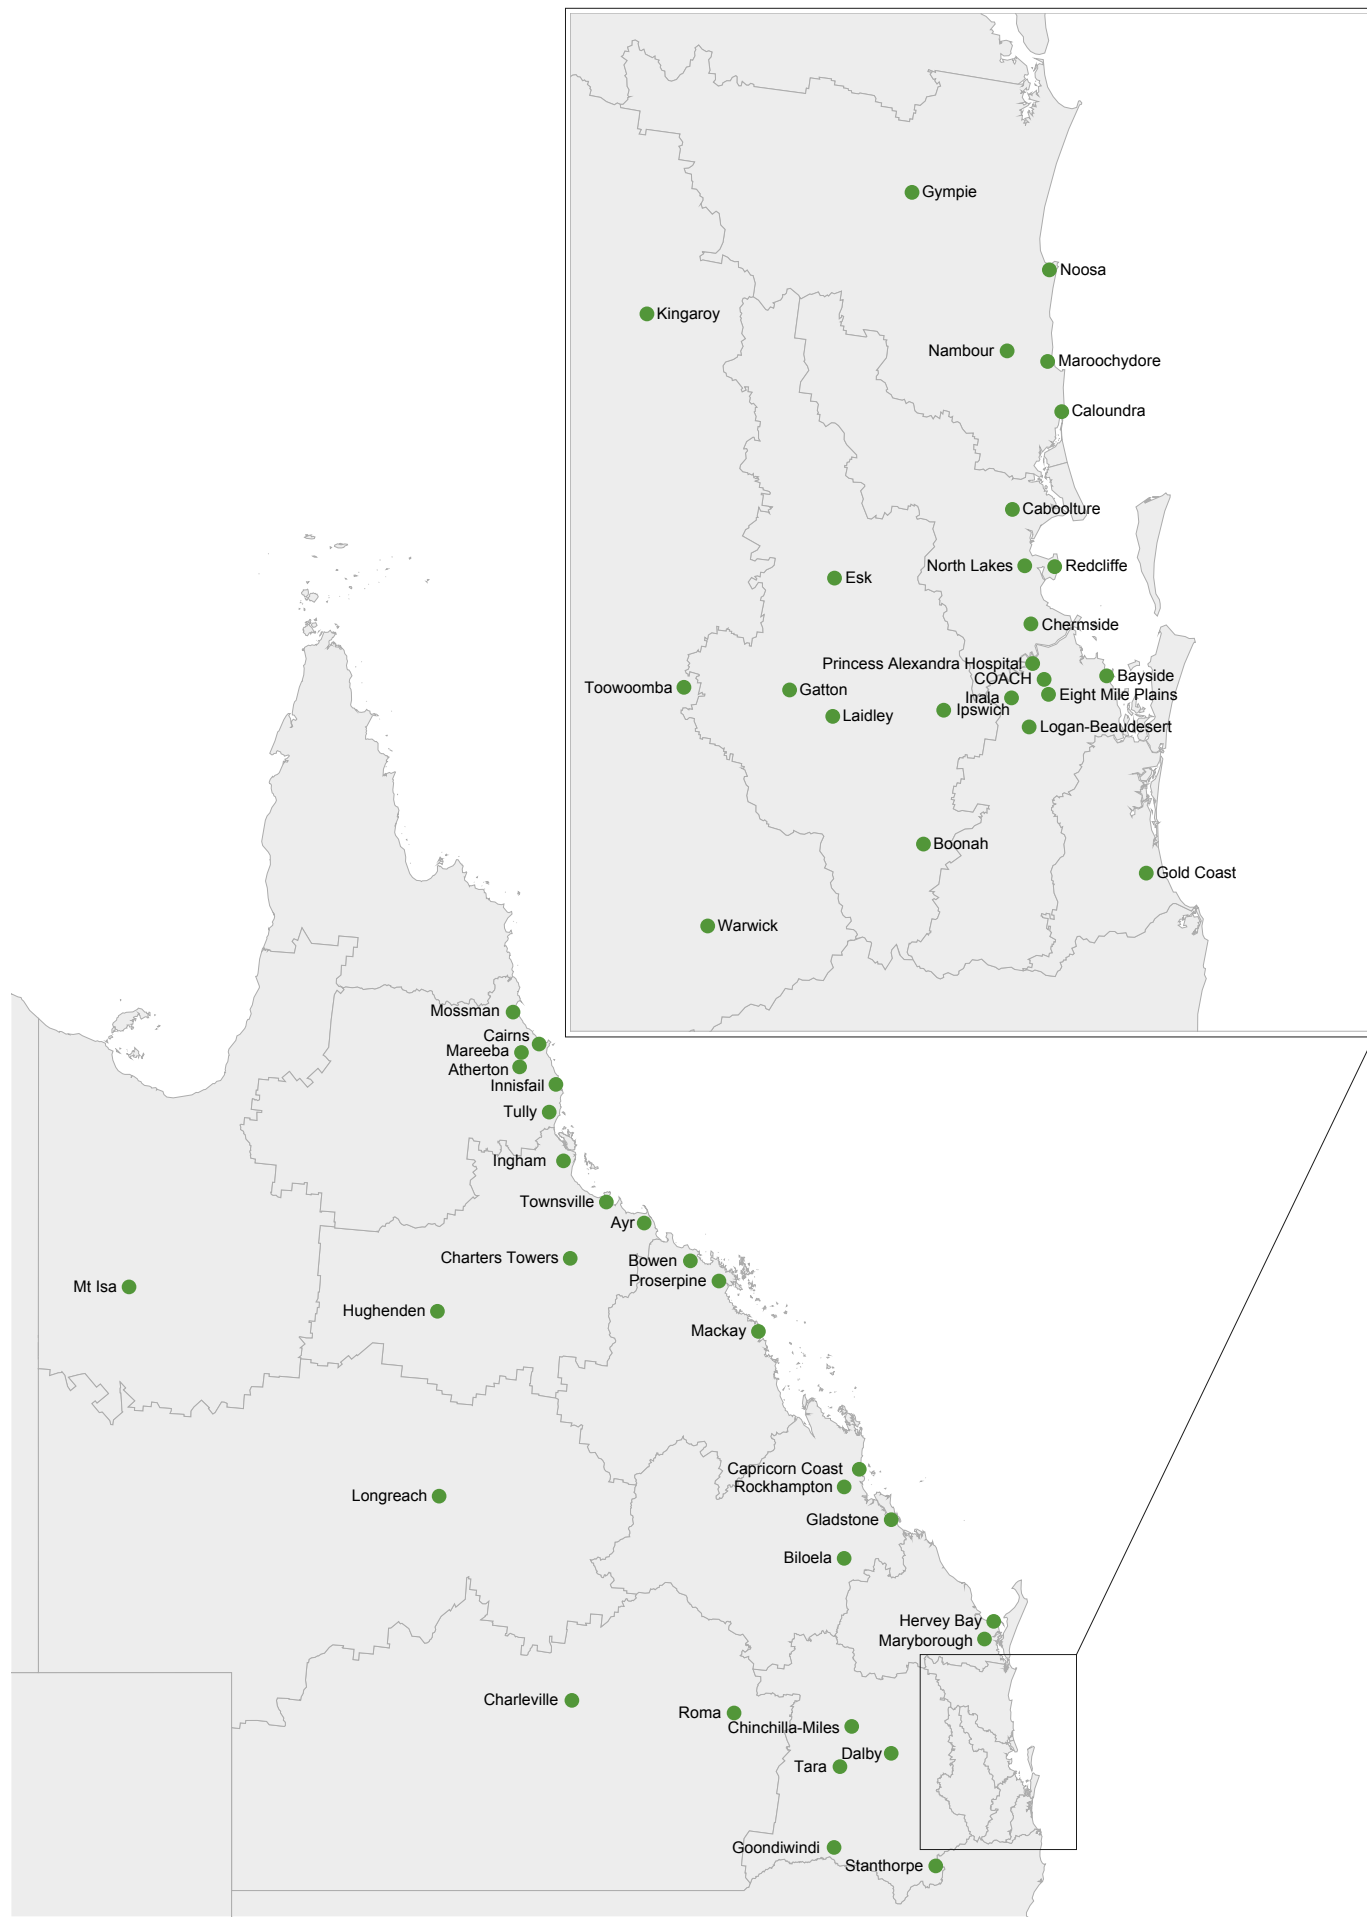 Gympie
Noosa
Kingaroy
Nambour
Maroochydore
Caloundra
Caboolture
North Lakes
Redcliffe
Esk
Chermside
Princess Alexandra Hospital
COACH
Bayside
Toowoomba
Gatton
Eight Mile Plains
Inala
Ipswich
Laidley
Logan-Beaudesert
Boonah
Gold Coast
Warwick
Mossman
Cairns
Mareeba
Atherton
Innisfail
Tully
Ingham
Townsville
Ayr
Charters Towers
Bowen
Proserpine
Mt Isa
Hughenden
Mackay
Capricorn Coast
Rockhampton
Longreach
Gladstone
Biloela
Hervey Bay
Maryborough
Charleville
Roma
Chinchilla-Miles
Dalby
Tara
Goondiwindi
Stanthorpe